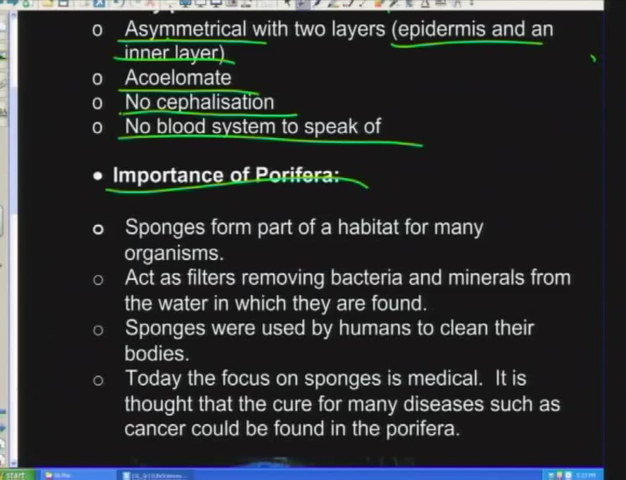 o Asymmetrical with two layers (epidermis and an
inner layer)
o Acoelomate
o No cephalisation
o No blood system to speak of
• Importance of Porifera:
o Sponges form part of a habitat for many
organisms.
o Act as filters removing bacteria and minerals from
the water in which they are found.
o Sponges were used by humans to clean their
bodies.
o Today the focus on sponges is medical.  It is
thought that the cure for many diseases such as
cancer could be found in the porifera.
start